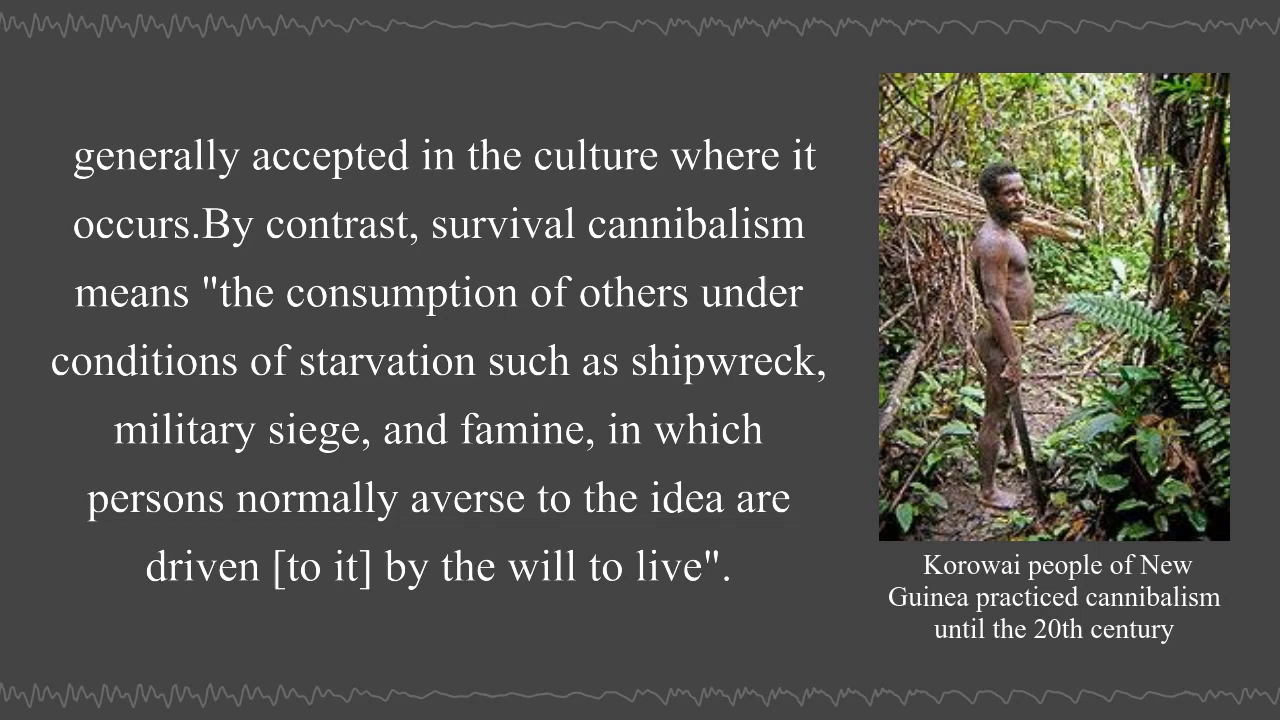 generally accepted in the culture where it
occurs.By contrast, survival cannibalism
means "the consumption of others under
conditions of starvation such as shipwreck,
military siege, and famine, in which
persons normally averse to the idea are
driven [to it] by the will to live".
Korowai people of New
Guinea practiced cannibalism
until the 20th century